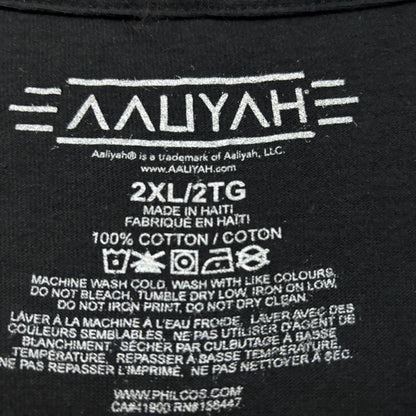 AALIYAH®
Aaliyah® is a trademark of Aaliyah, LLC.
www.AALIYAH.com
2XL/2TG
MADE IN HAITI
FABRIQUÉ EN HAITI
100% COTTON / COTON
MACHINE WASH COLD, WASH WITH LIKE COLOURS,
DO NOT BLEACH, TUMBLE DRY LOW, IRON ON LOW,
DO NOT IRON PRINT, DO NOT DRY CLEAN.
LAVER À LA MACHINE À L'EAU FROIDE, LAVER AVEC DES
COULEURS SEMBLABLES, NE PAS UTILISER D'AGENT DE
BLANCHIMENT, SÉCHER PAR CULBUTAGE À BASSE
TEMPÉRATURE, REPASSER À BASSE TEMPÉRATURE,
NE PAS REPASSER L'IMPRIMÉ, NE PAS NETTOYER À SEC.
WWW.PHILCOS.COM
CA#11900 RN#158447